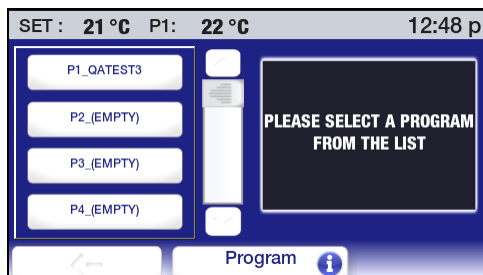 SET : 21 °C P1: 22 °C 12:48 p
P1_QATEST3
P2_(EMPTY)
P3_(EMPTY)
P4_(EMPTY)
PLEASE SELECT A PROGRAM
FROM THE LIST
Program i